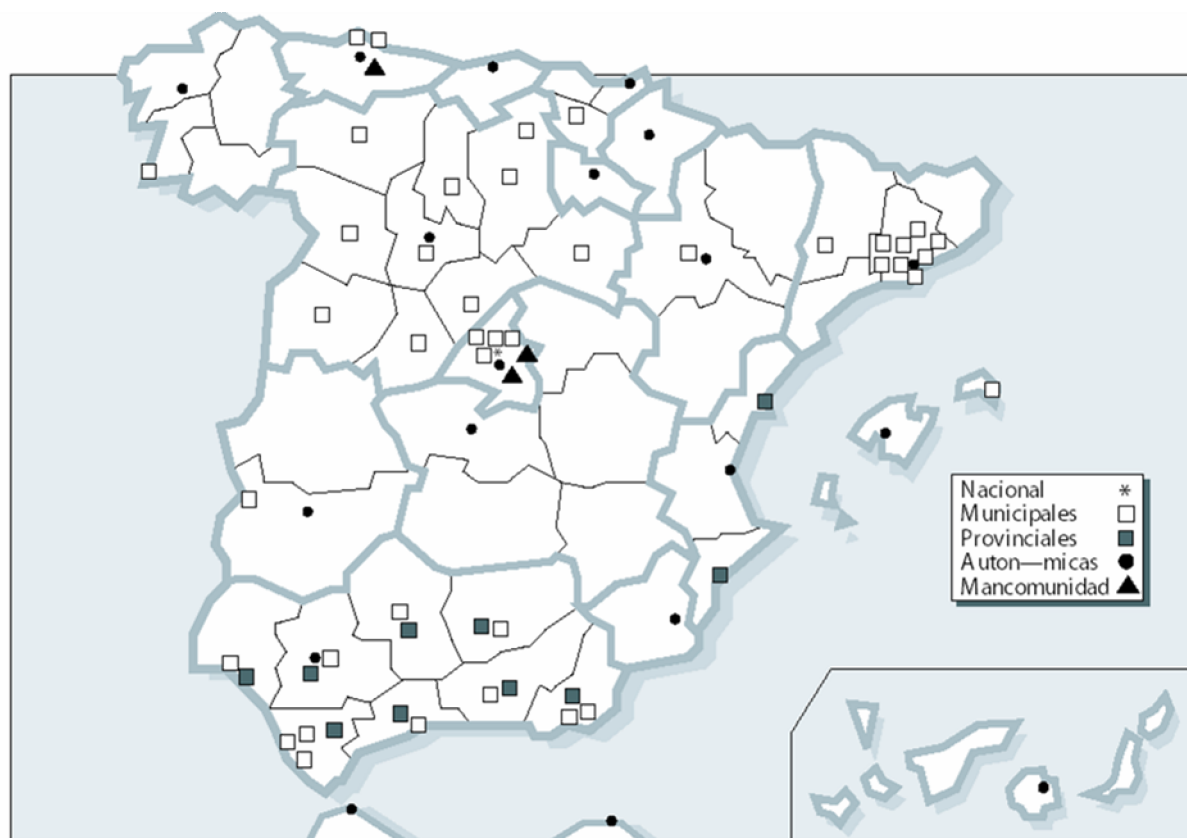 Nacional *
Municipales
Provinciales
Auton—micas
Mancomunidad